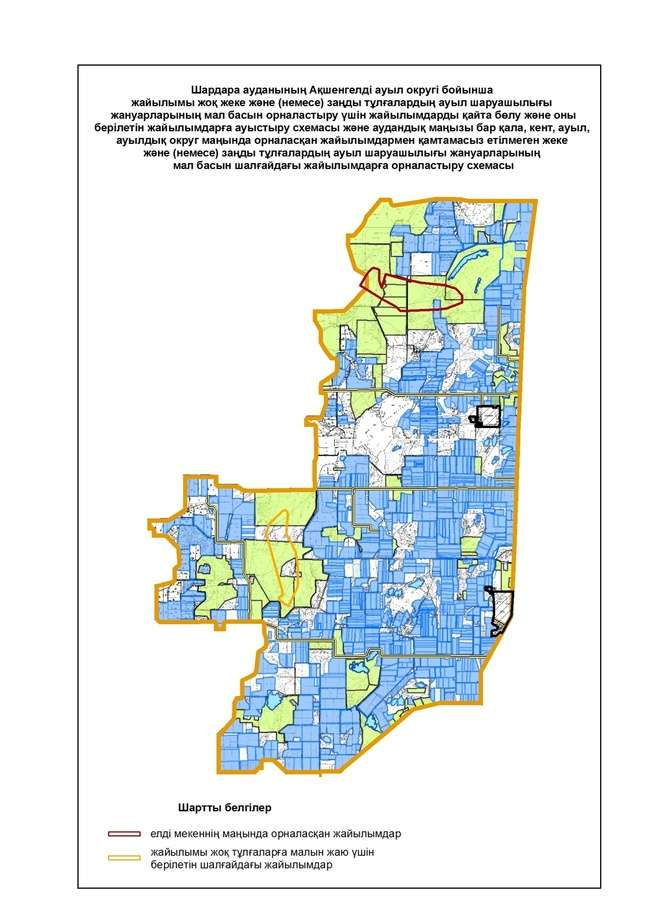 Шардара ауданының Ақшенгелді ауыл округі бойынша
жайылымы жоқ жеке және (немесе) заңды тұлғалардың ауыл шаруашылығы
жануарларының мал басын орналастыру үшін жайылымдарды қайта бөлу және оны
берілетін жайылымдарға ауыстыру схемасы және аудандық маңызы бар қала, кент, ауыл,
ауылдық округ маңында орналасқан жайылымдармен қамтамасыз етілмеген жеке
және (немесе) заңды тұлғалардың ауыл шаруашылығы жануарларының
мал басын шалғайдағы жайылымдарға орналастыру схемасы
Шартты белгілер
елді мекеннің маңында орналасқан жайылымдар
жайылымы жоқ тұлғаларға малын жаю үшін
берілетін шалғайдағы жайылымдар